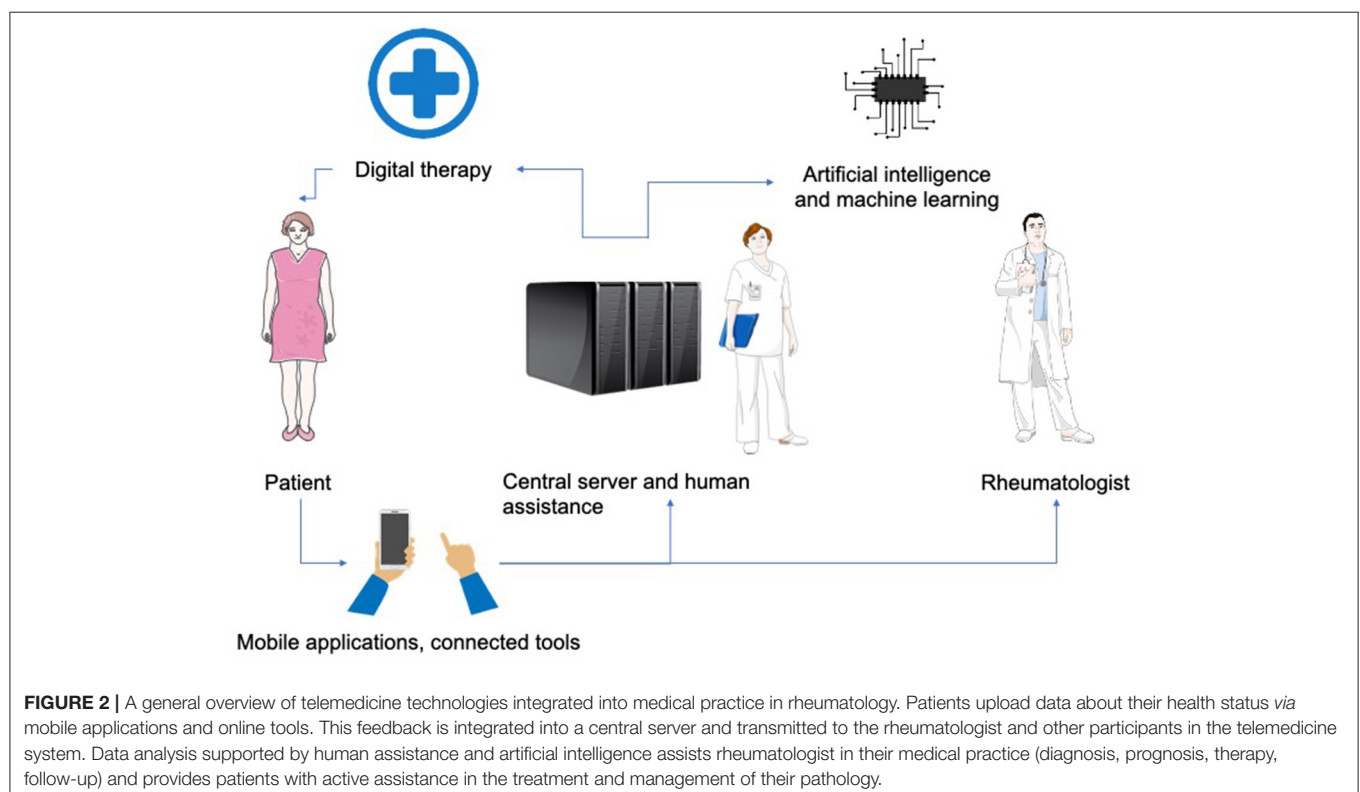 Digital therapy
Artificial intelligence
and machine learning
Patient
Central server and human
assistance
Rheumatologist
Mobile applications, connected tools
FIGURE 2 | A general overview of telemedicine technologies integrated into medical practice in rheumatology. Patients upload data about their health status via
mobile applications and online tools. This feedback is integrated into a central server and transmitted to the rheumatologist and other participants in the telemedicine
system. Data analysis supported by human assistance and artificial intelligence assists rheumatologist in their medical practice (diagnosis, prognosis, therapy,
follow-up) and provides patients with active assistance in the treatment and management of their pathology.